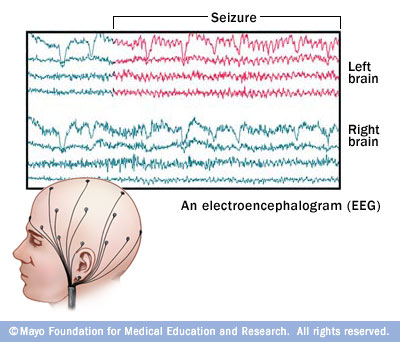 Seizure
Left
brain
Right
brain
An electroencephalogram (EEG)
©Mayo Foundation for Medical Education and Research. All rights reserved.